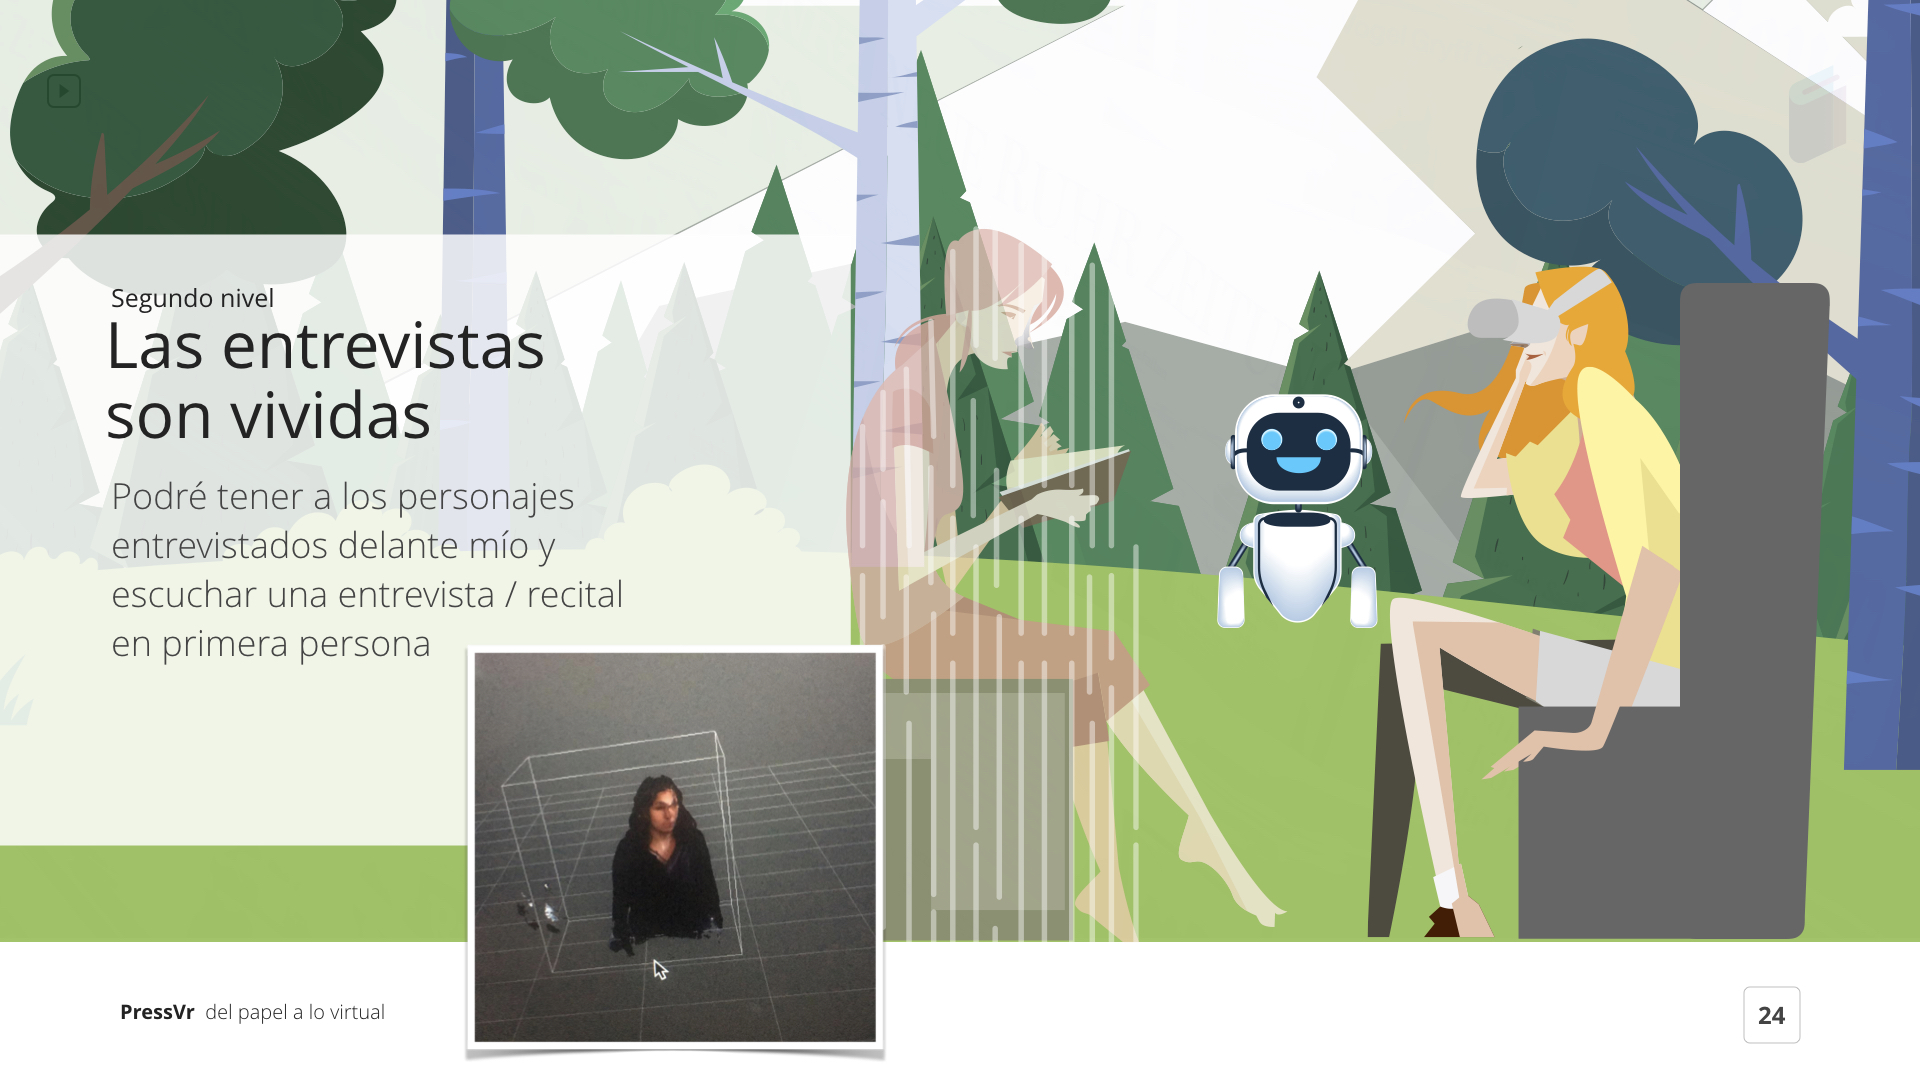 Segundo nivel
Las entrevistas
son vividas
Podré tener a los personajes
entrevistados delante mío y
escuchar una entrevista / recital
en primera persona
PressVr del papel a lo virtual
24